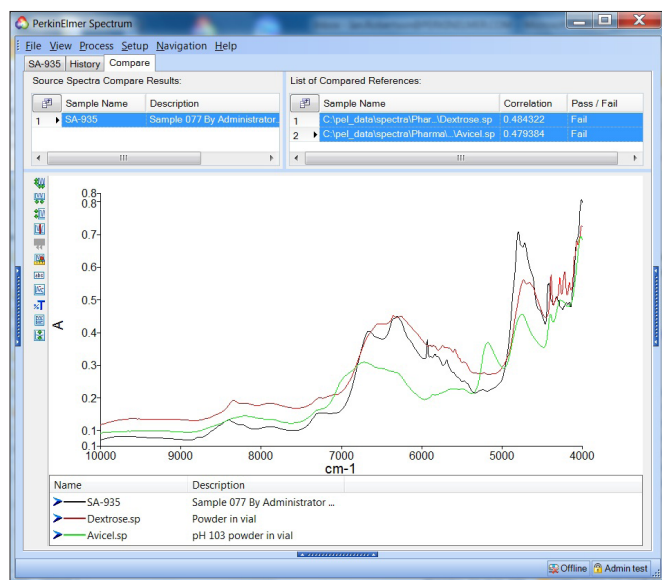 PerkinElmer Spectrum
File View Process Setup Navigation Help
SA-935 History Compare
Source Spectra Compare Results:
List of Compared References:
Sample Name Description
Sample Name Correlation Pass / Fail
1 SA-935 Sample 077 By Administrator...
1 C:\pel_data\spectra\Phar...\Dextrose.sp 0.484322 Fail
2 C:\pel_data\spectra\Pharma\...\Avicel.sp 0.479384 Fail
0.8
0.8
0.7
0.6
0.5
A
0.4
0.3
0.2
0.1
0.1
10000 9000 8000 7000 6000 5000 4000
cm-1
Name Description
SA-935 Sample 077 By Administrator ...
Dextrose.sp Powder in vial
Avicel.sp pH 103 powder in vial
Offline Admin test